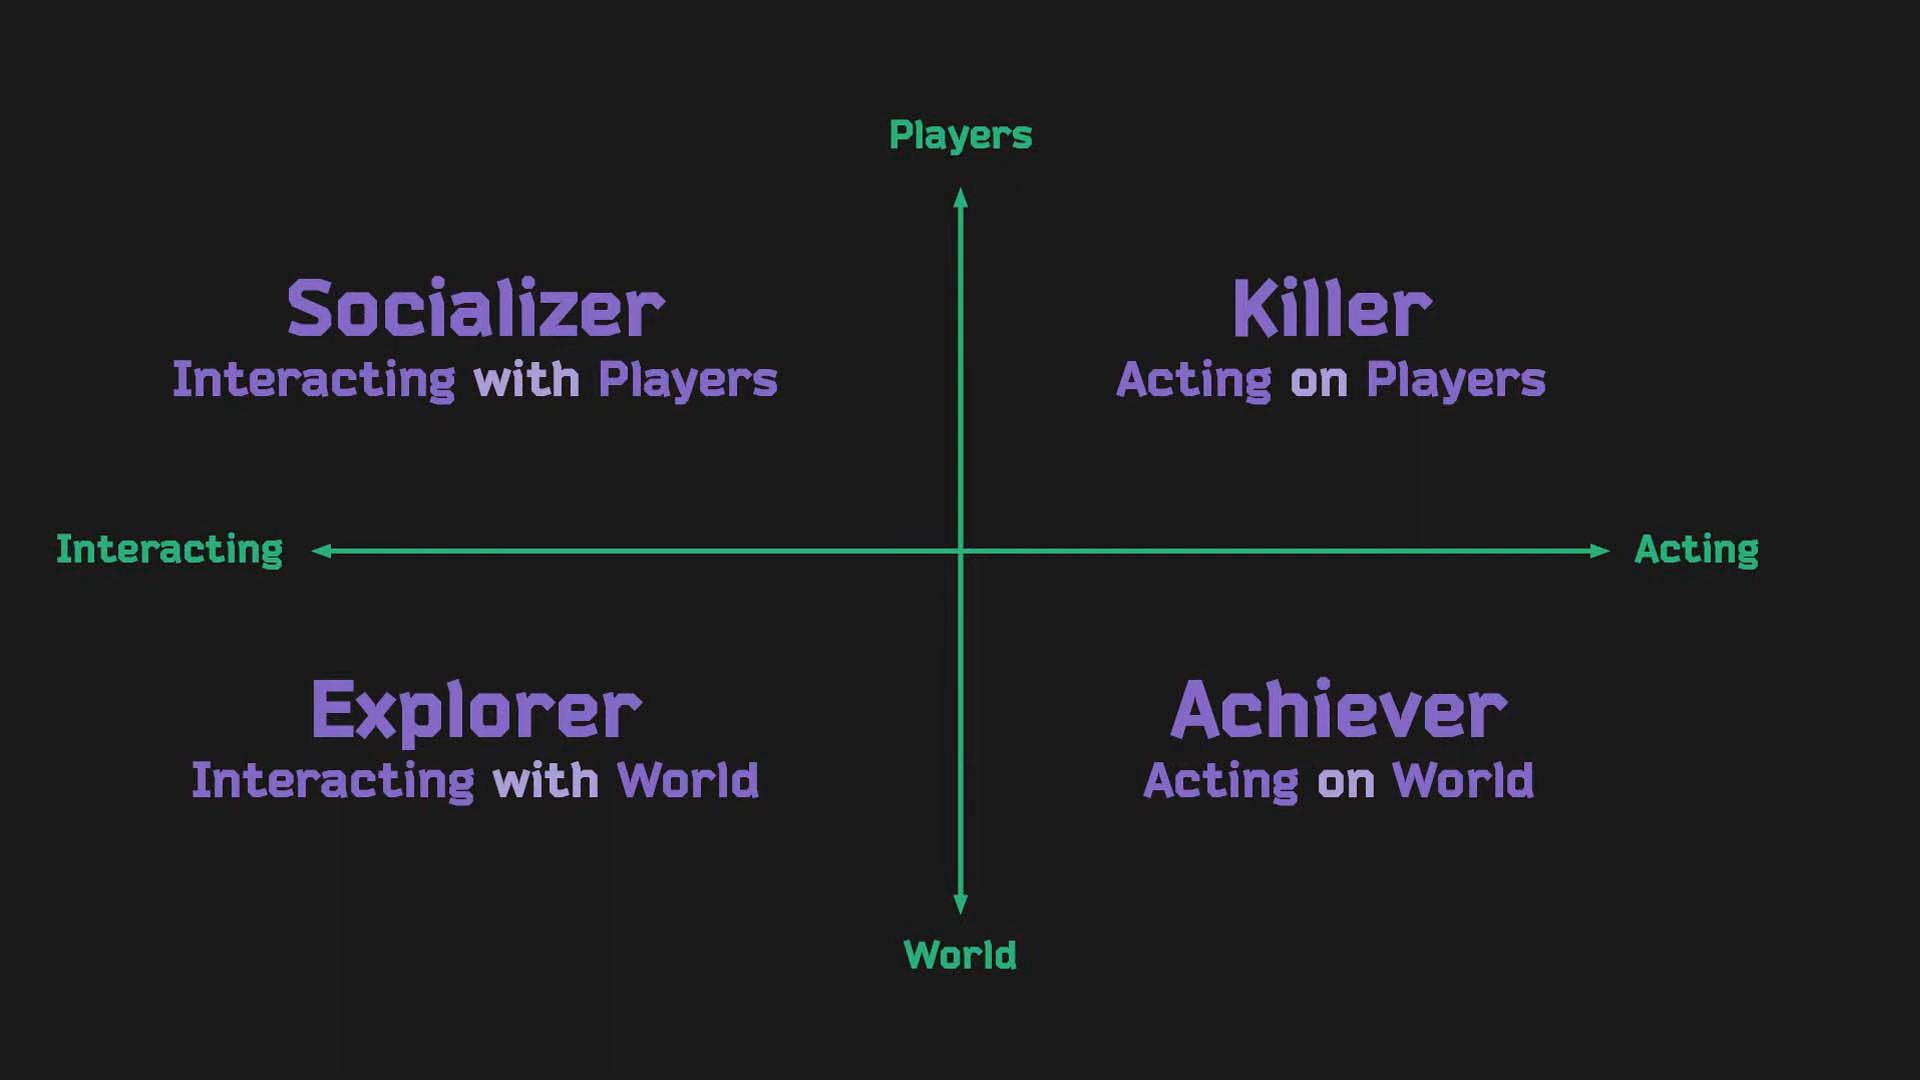 Players
Socializer
Interacting with Players
Killer
Acting on Players
Interacting
Acting
Explorer
Interacting with World
Achiever
Acting on World
World